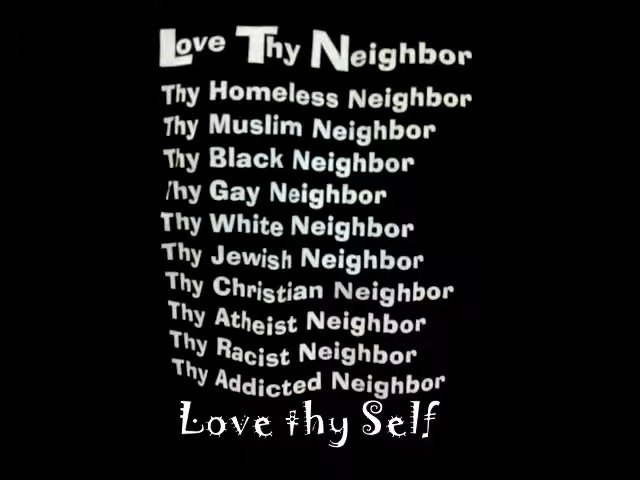 Love Thy Neighbor
Thy Homeless Neighbor
Thy Muslim Neighbor
Thy Black Neighbor
Thy Gay Neighbor
Thy White Neighbor
Thy Jewish Neighbor
Thy Christian Neighbor
Thy Atheist Neighbor
Thy Racist Neighbor
Thy Addicted Neighbor
Love thy Self